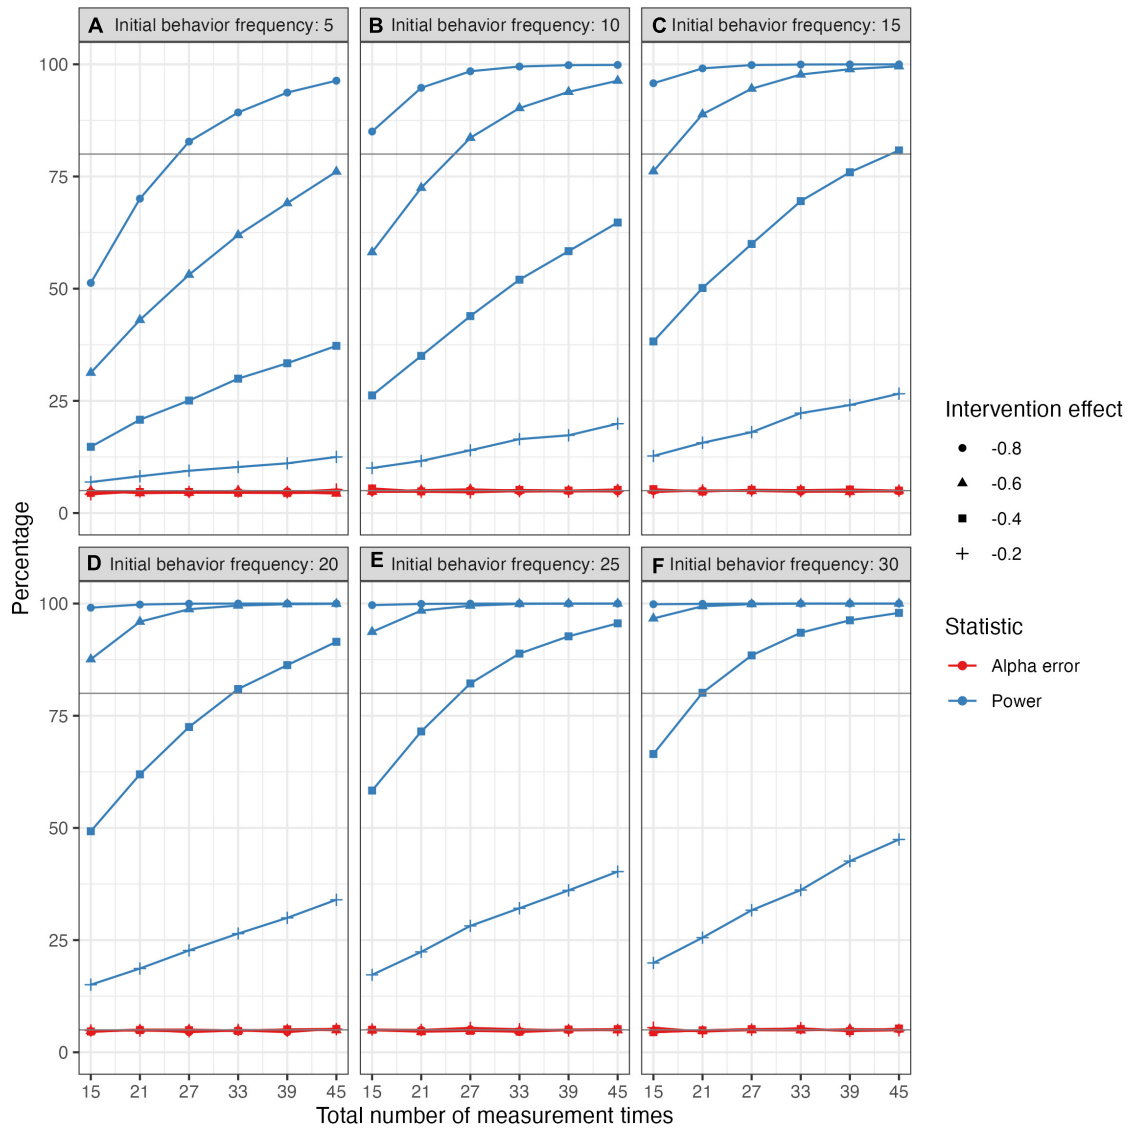 A Initial behavior frequency: 5
B Initial behavior frequency: 10
C Initial behavior frequency: 15
100
75
50
25
0
D Initial behavior frequency: 20
E Initial behavior frequency: 25
F Initial behavior frequency: 30
100
75
50
25
0
15 21 27 33 39 45
15 21 27 33 39 45
15 21 27 33 39 45
Total number of measurement times
Percentage
Intervention effect
-0.8
-0.6
-0.4
-0.2
Statistic
Alpha error
Power